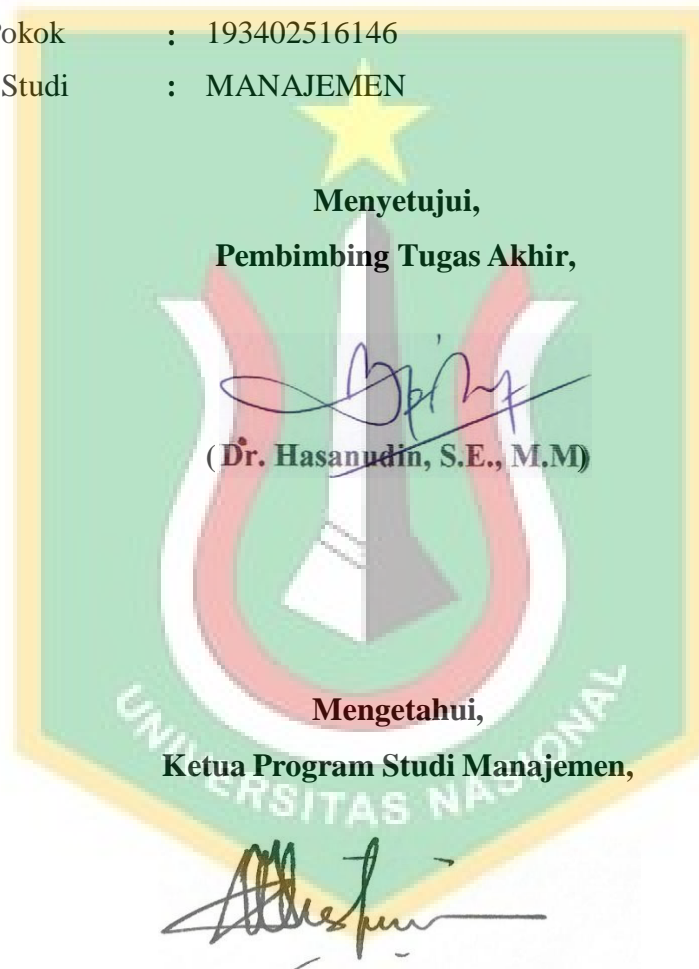 Pokok : 193402516146
Studi : MANAJEMEN
Menyetujui,
Pembimbing Tugas Akhir,
(Dr. Hasanudin, S.E., M.M)
Mengetahui,
Ketua Program Studi Manajemen,
UNIVERSITAS NASIONAL